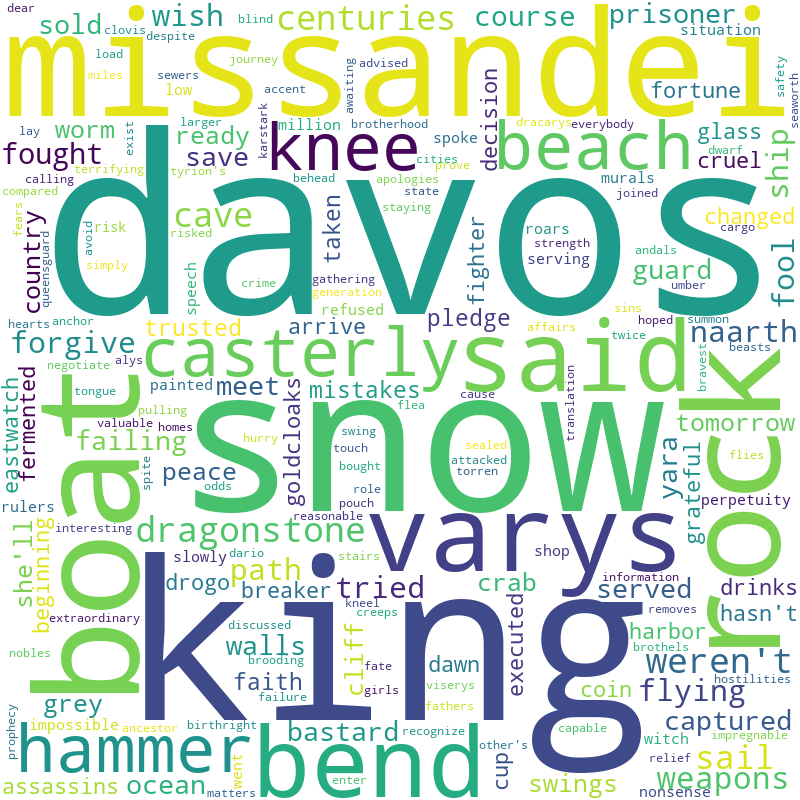 dear
wish
centuries
course
prisoner
sold
clovis
blind
situation
despite
missandei
load
journey
miles
sewers
advised
low
accent
awaiting
fortune
safety
seaworth
larger
million
brotherhood
dracarys
everybody
lay
worm
exist
ready
karstark
knee
spoke
decision
beach
glass
ship
fought
terrifying
tyrion's
save
cities
prove
dwarf
cruel
calling
behead
apologies
murals
compared
state
joined
staying
davos
fears
country
queensguard
avoid
risk
cave
risked
taken
fighter
roars
changed
cargo
strength
serving
andals
simply
speech
crime
gathering
generation
guard
umber
fool
refused
sins
hearts
anchor
trusted
arrive
pledge
affairs
hoped
summon
twice
naarth
forgive
alys
casterly
said
beasts
bravest
negotiate
eastwatch
fermented
tongue
painted
meet
mistakes
cause
translation
rock
pulling
goldcloaks
flea
valuable
homes
snow
tomorrow
boat
failing
hurry
swing
touch
sealed
attacked
torren
yara
grateful
flies
spite
peace
bought
role
odds
pouch
perpetuity
rulers
reasonable
she'll
beginning
interesting
dragonstone
varys
slowly
dario
stairs
shop
information
path
drogo
breaker
tried
crab
served
drinks
extraordinary
kneel
king
removes
hasn't
discussed
creeps
executed
harbor
brothels
nobles
walls
brooding
cliff
dawn
weren't
faith
fate
viserys
hostilities
grey
failure
girls
coin
flying
prophecy
impossible
ancestor
birthright
bastard
fathers
recognize
capable
captured
impregnable
hammer
bend
other's
cup
witch
relief
sail
went
assassins
ocean
matters
enter
swings
weapons
nonsense